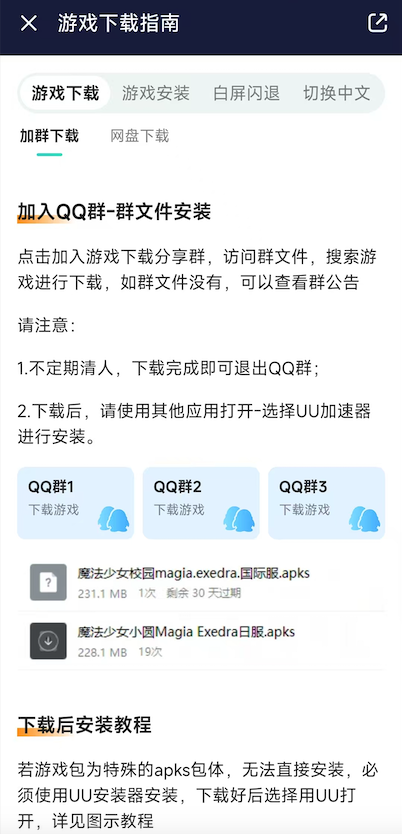 游戏下载指南
游戏下载 游戏安装 白屏闪退 切换中文
加群下载 网盘下载
加入QQ群-群文件安装
点击加入游戏下载分享群，访问群文件，搜索游
戏进行下载，如群文件没有，可以查看群公告
请注意：
1.不定期清人，下载完成即可退出QQ群；
2.下载后，请使用其他应用打开-选择UU加速器
进行安装。
QQ群1 QQ群2 QQ群3
下载游戏 下载游戏 下载游戏
魔法少女校园magia.exedra.国际服.apks
231.1 MB 1次 剩余 30 天过期
魔法少女小圆Magia Exedra日服.apks
228.1 MB 19次
下载后安装教程
若游戏包为特殊的apks包体，无法直接安装，必
须使用UU安装器安装，下载好后选择用UU打
开，详见图示教程